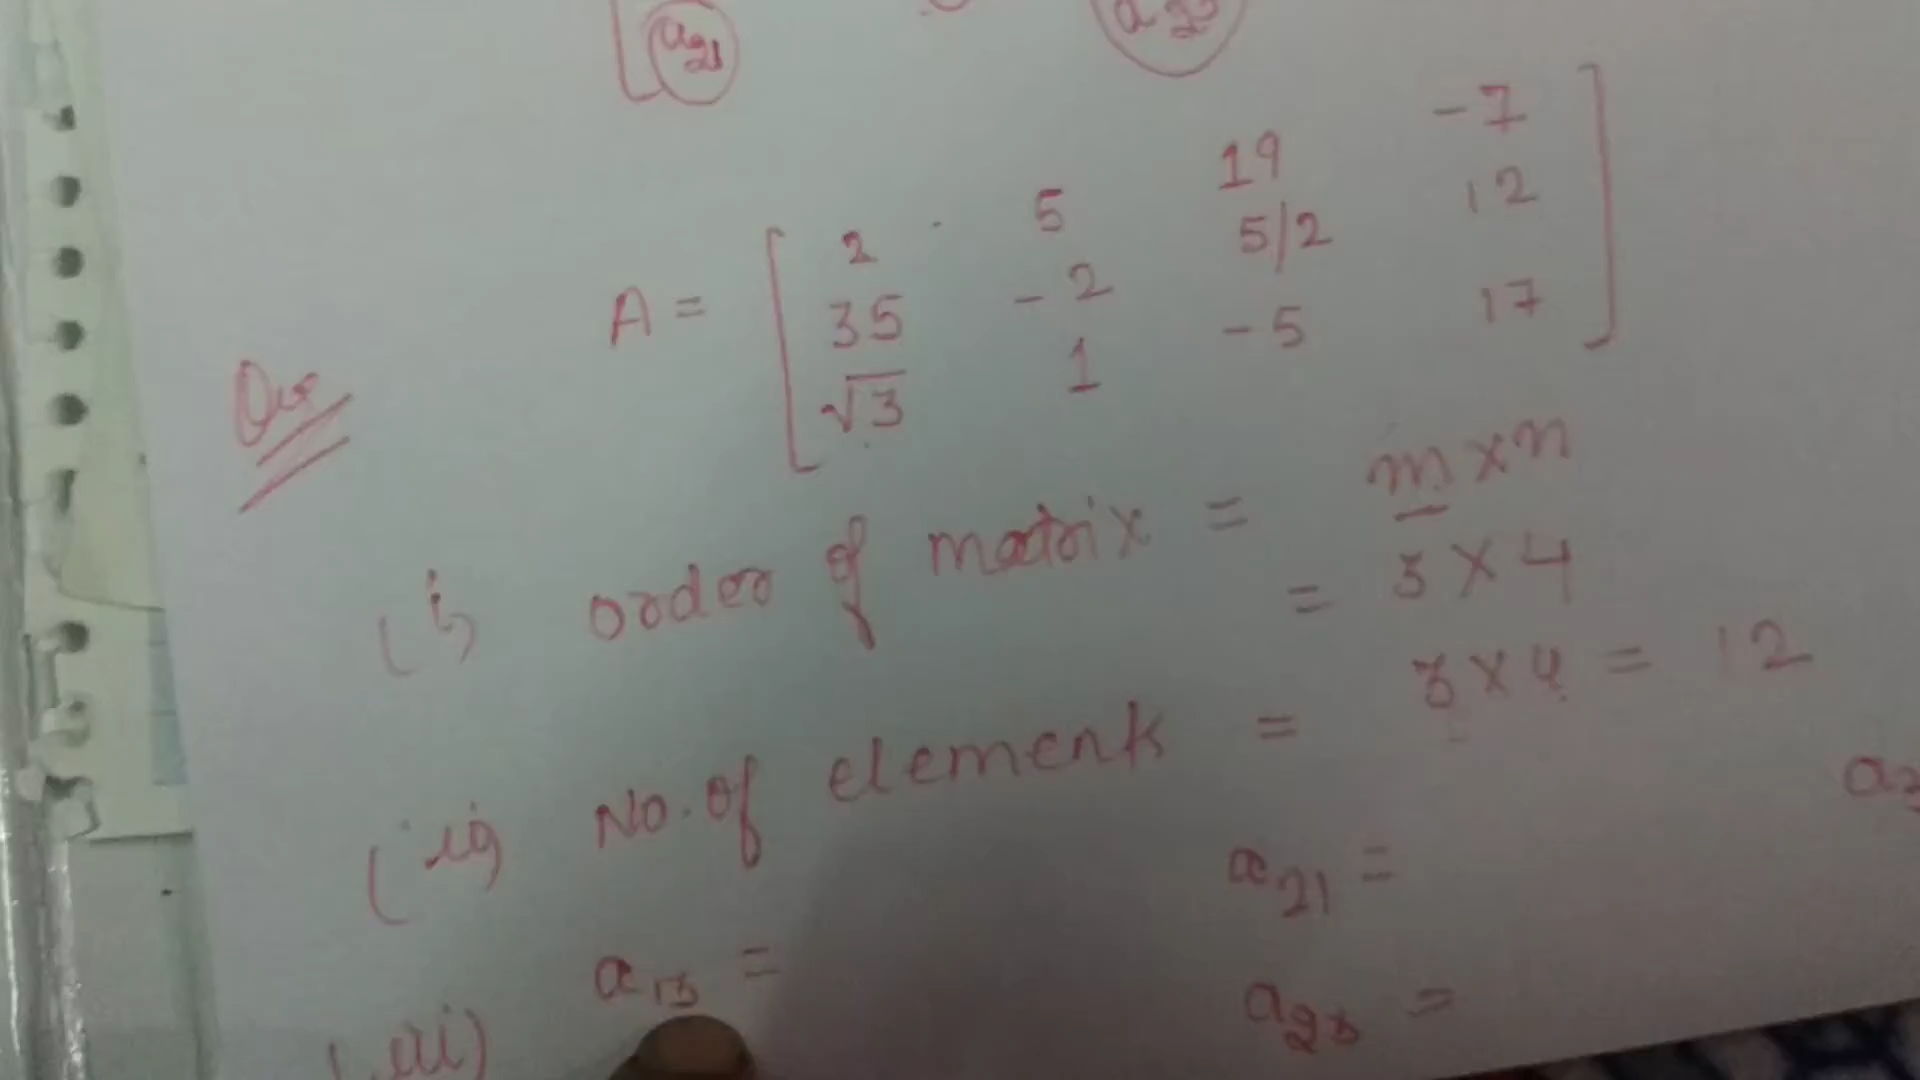 a21 a23
2 5 19 -7
A = 35 -2 5/2 12
√3 1 -5 17
Que
(i) order of matrix = m×n
= 3×4
(ii) No. of elements = 3×4 = 12
(iii) a13 = a21 =
a23 =